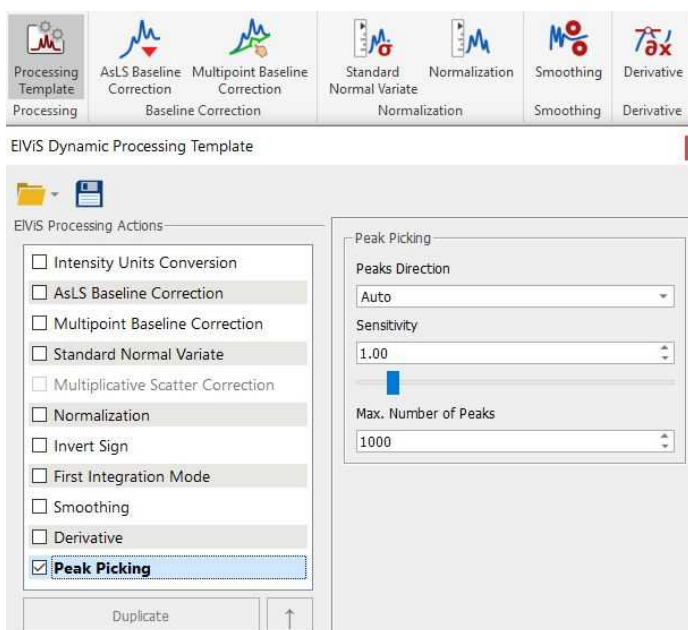 Processing
Template
AsLS Baseline
Correction
Multipoint Baseline
Correction
Standard
Normal Variate
Normalization
Smoothing
Derivative
Processing
Baseline Correction
Normalization
Smoothing
Derivative
ElViS Dynamic Processing Template
ElViS Processing Actions
Intensity Units Conversion
AsLS Baseline Correction
Multipoint Baseline Correction
Standard Normal Variate
Multiplicative Scatter Correction
Normalization
Invert Sign
First Integration Mode
Smoothing
Derivative
Peak Picking
Duplicate
Peak Picking
Peaks Direction
Auto
Sensitivity
1.00
Max. Number of Peaks
1000